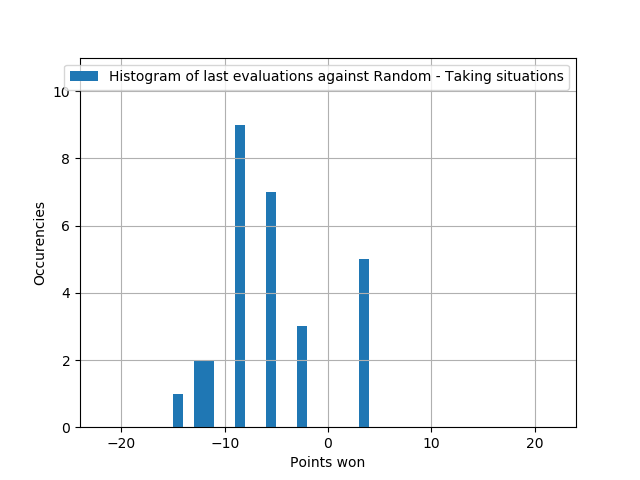 Histogram of last evaluations against Random - Taking situations
10
8
6
4
2
0
Occurencies
−20 −10 0 10 20
Points won